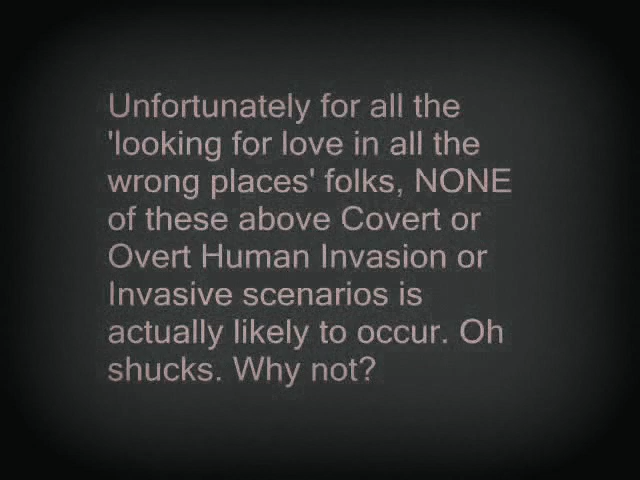 Unfortunately for all the
'looking for love in all the
wrong places' folks, NONE
of these above Covert or
Overt Human Invasion or
Invasive scenarios is
actually likely to occur. Oh
shucks. Why not?